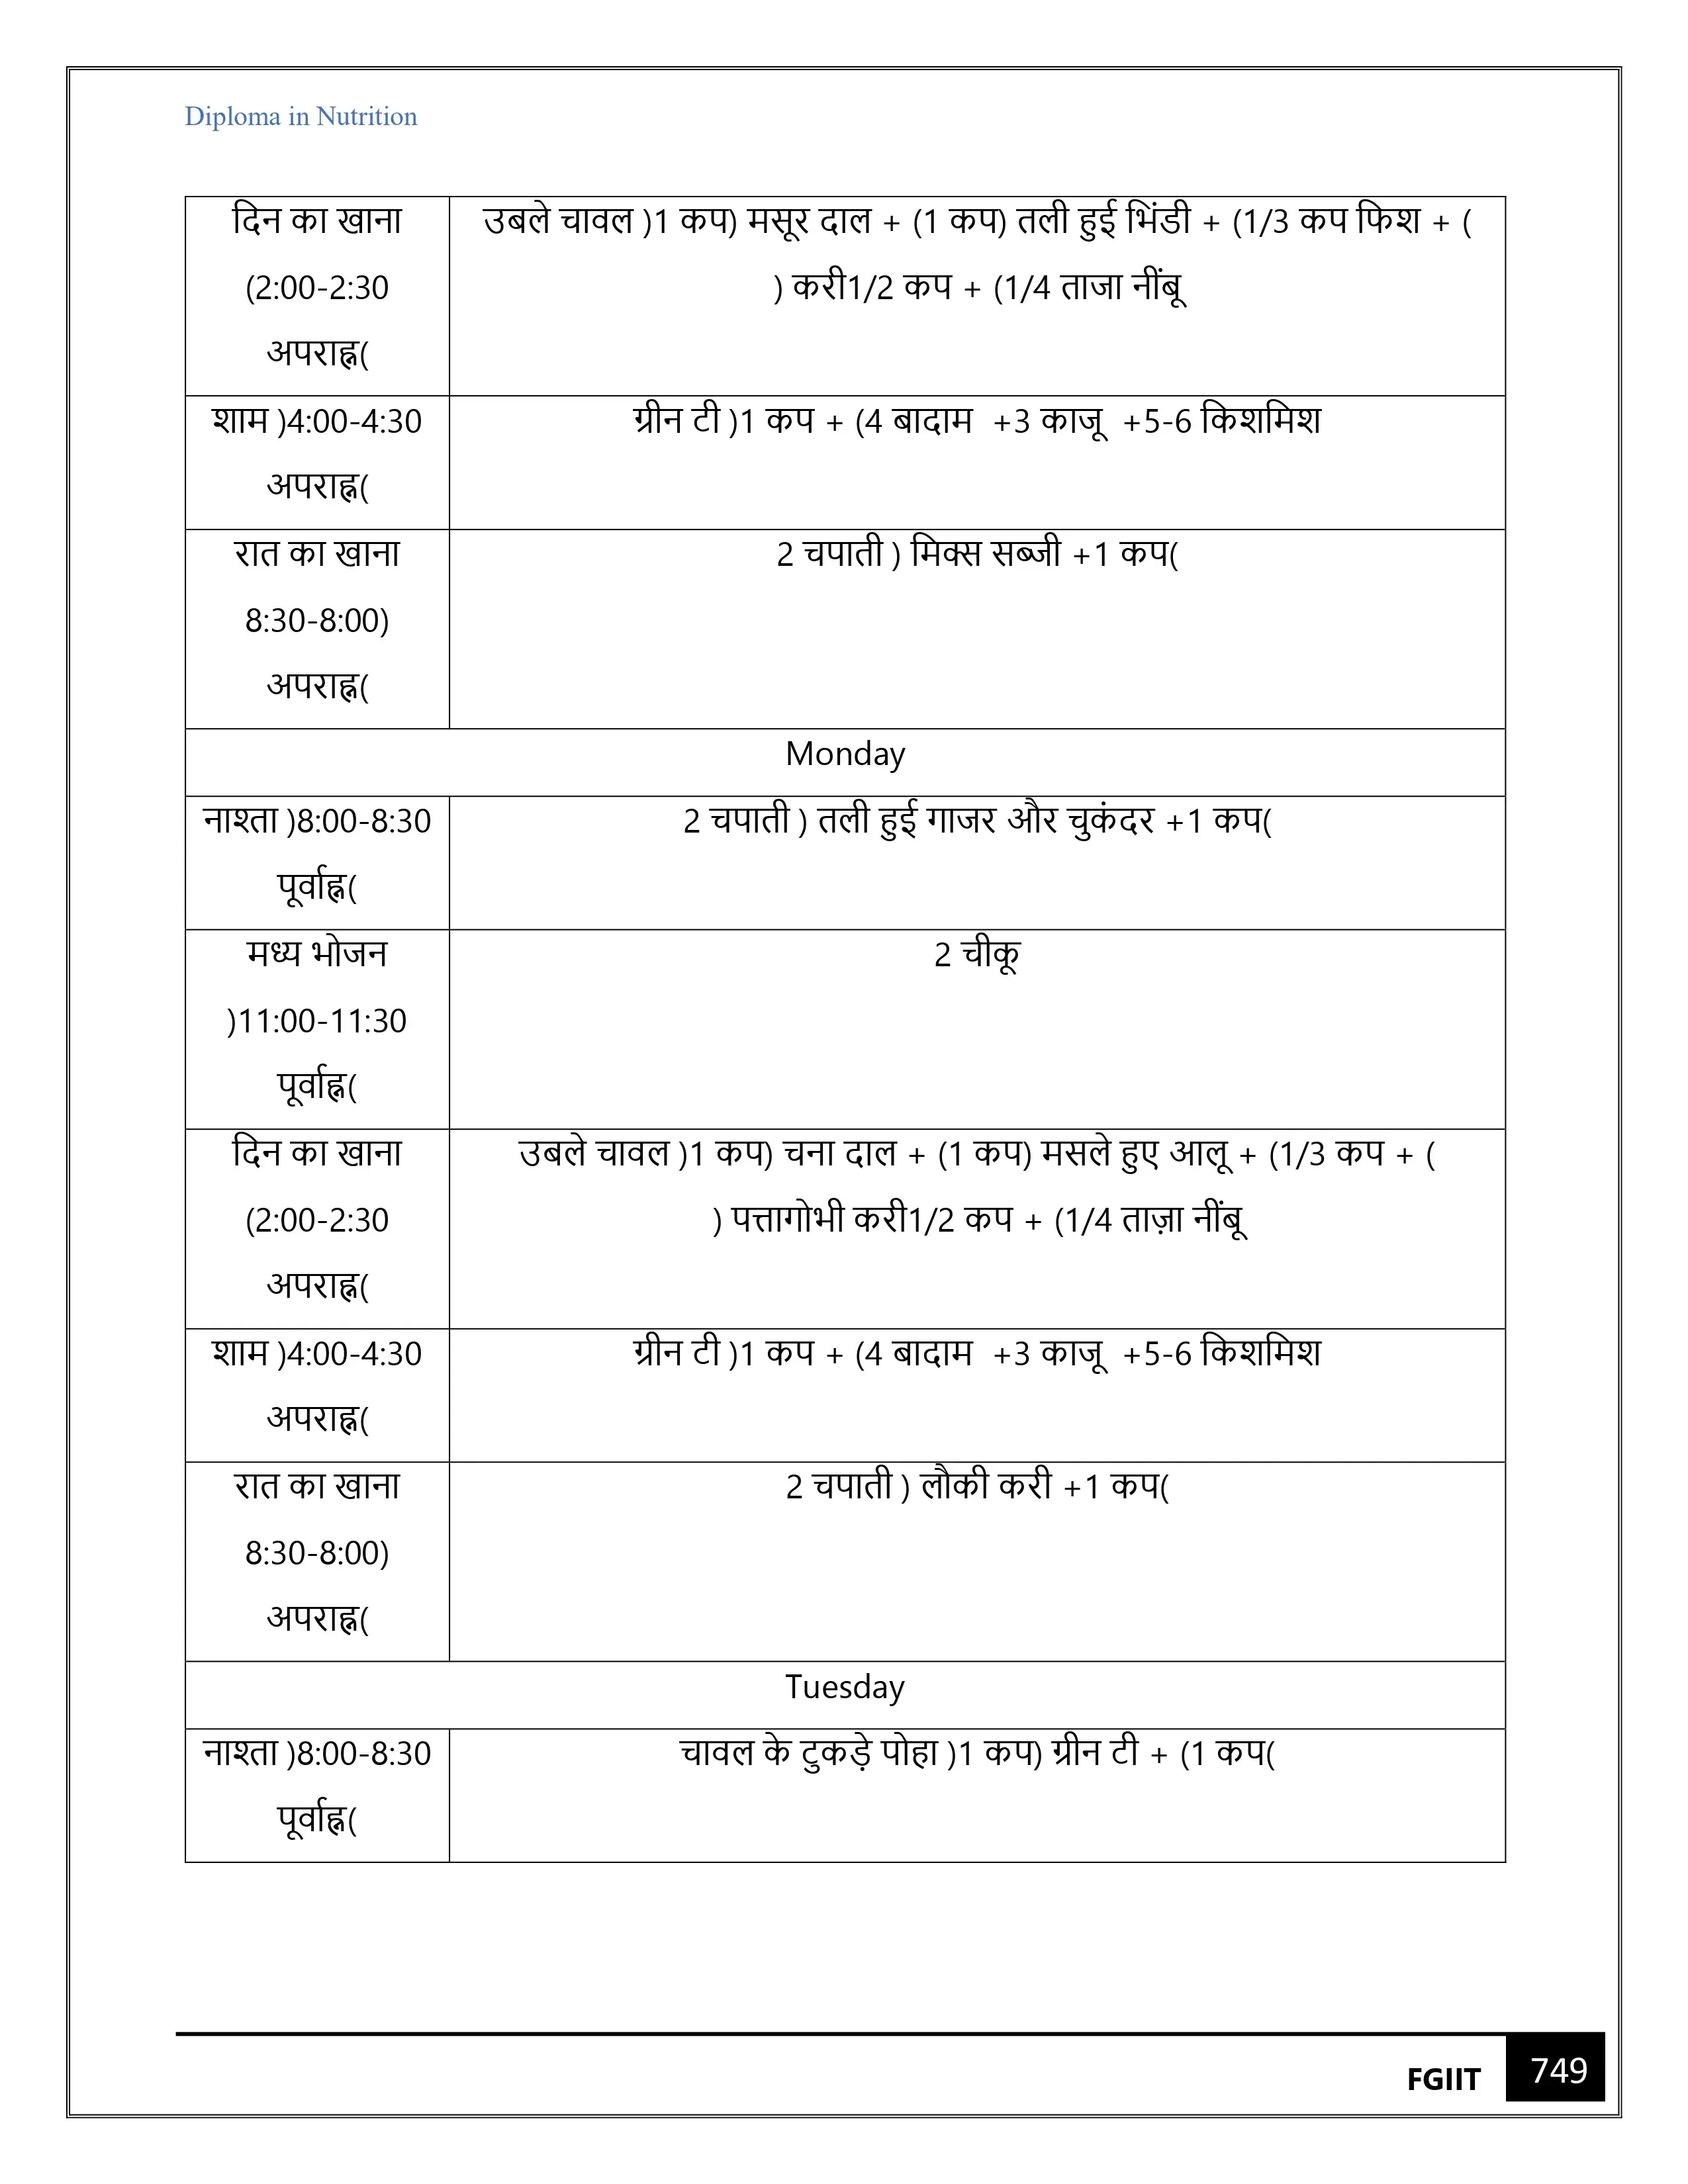 Diploma in Nutrition
दिन का खाना
(2:00-2:30
अपराह्न(
उबले चावल )1 कप) मसूर दाल + (1 कप) तली हुई भिंडी + (1/3 कप फिश + (
) करी1/2 कप + (1/4 ताजा नींबू
शाम )4:00-4:30
अपराह्न(
ग्रीन टी )1 कप + (4 बादाम +3 काजू +5-6 किशमिश
रात का खाना
8:30-8:00)
अपराह्न(
2 चपाती ) मिक्स सब्जी +1 कप(
Monday
नाश्ता )8:00-8:30
पूर्वाह्न(
2 चपाती ) तली हुई गाजर और चुकंदर +1 कप(
मध्य भोजन
)11:00-11:30
पूर्वाह्न(
2 चीकू
दिन का खाना
(2:00-2:30
अपराह्न(
उबले चावल )1 कप) चना दाल + (1 कप) मसले हुए आलू + (1/3 कप + (
) पत्तागोभी करी1/2 कप + (1/4 ताज़ा नींबू
शाम )4:00-4:30
अपराह्न(
ग्रीन टी )1 कप + (4 बादाम +3 काजू +5-6 किशमिश
रात का खाना
8:30-8:00)
अपराह्न(
2 चपाती ) लौकी करी +1 कप(
Tuesday
नाश्ता )8:00-8:30
पूर्वाह्न(
चावल के टुकड़े पोहा )1 कप) ग्रीन टी + (1 कप(
FGIIT 749